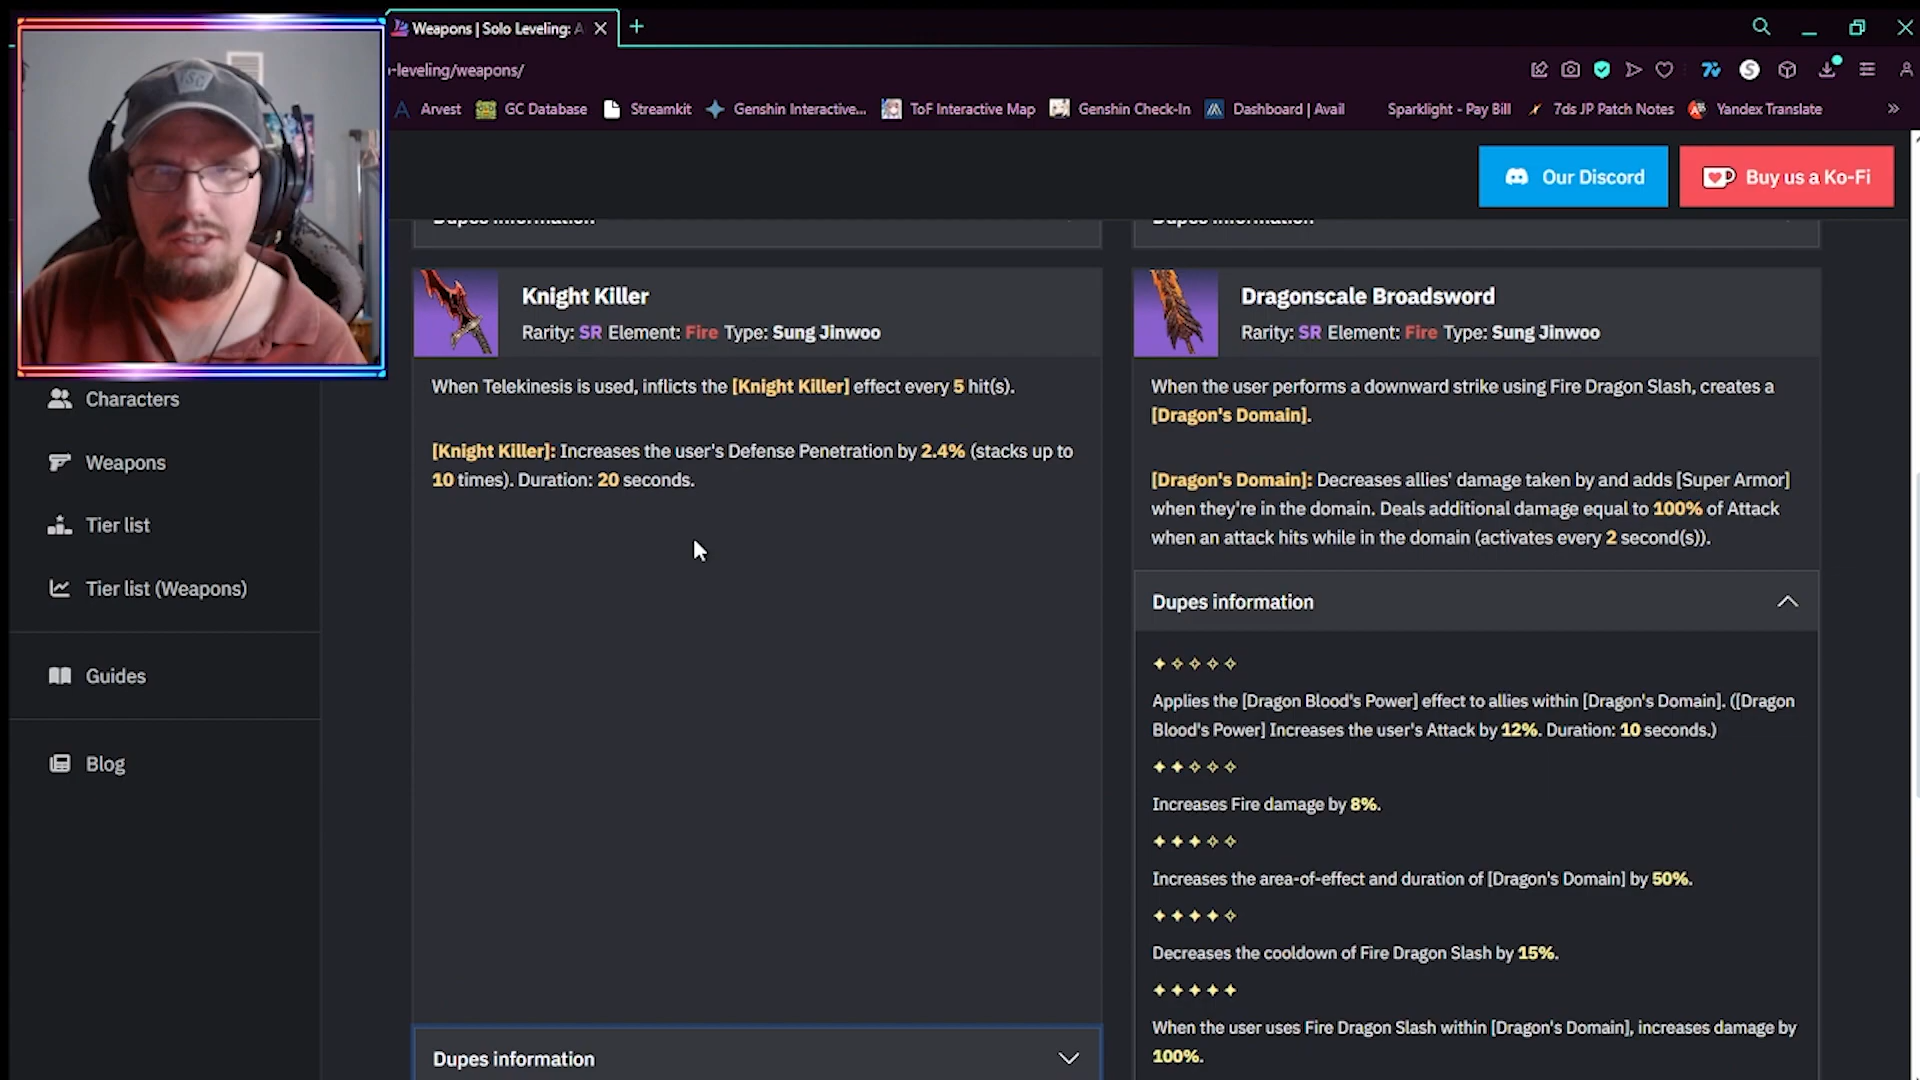 Weapons | Solo Leveling: A
-leveling/weapons/
Arvest
GC Database
Streamkit
Genshin Interactive...
ToF Interactive Map
Genshin Check-In
Dashboard | Avail
Sparklight - Pay Bill
7ds JP Patch Notes
Yandex Translate
Our Discord
Buy us a Ko-Fi
Dupes information
Dupes information
Characters
Weapons
Tier list
Tier list (Weapons)
Guides
Blog
Knight Killer
Rarity: SR Element: Fire Type: Sung Jinwoo
When Telekinesis is used, inflicts the [Knight Killer] effect every 5 hit(s).
[Knight Killer]: Increases the user's Defense Penetration by 2.4% (stacks up to
10 times). Duration: 20 seconds.
Dupes information
Dragonscale Broadsword
Rarity: SR Element: Fire Type: Sung Jinwoo
When the user performs a downward strike using Fire Dragon Slash, creates a
[Dragon's Domain].
[Dragon's Domain]: Decreases allies' damage taken by and adds [Super Armor]
when they're in the domain. Deals additional damage equal to 100% of Attack
when an attack hits while in the domain (activates every 2 second(s)).
Dupes information
Applies the [Dragon Blood's Power] effect to allies within [Dragon's Domain]. ([Dragon
Blood's Power] Increases the user's Attack by 12%. Duration: 10 seconds.)
Increases Fire damage by 8%.
Increases the area-of-effect and duration of [Dragon's Domain] by 50%.
Decreases the cooldown of Fire Dragon Slash by 15%.
When the user uses Fire Dragon Slash within [Dragon's Domain], increases damage by
100%.